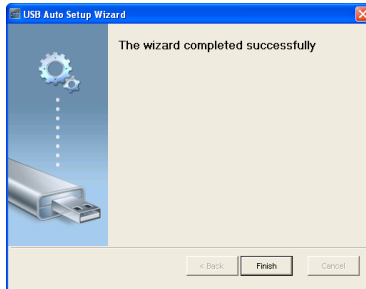 USB Auto Setup Wizard
The wizard completed successfully
< Back
Finish
Cancel